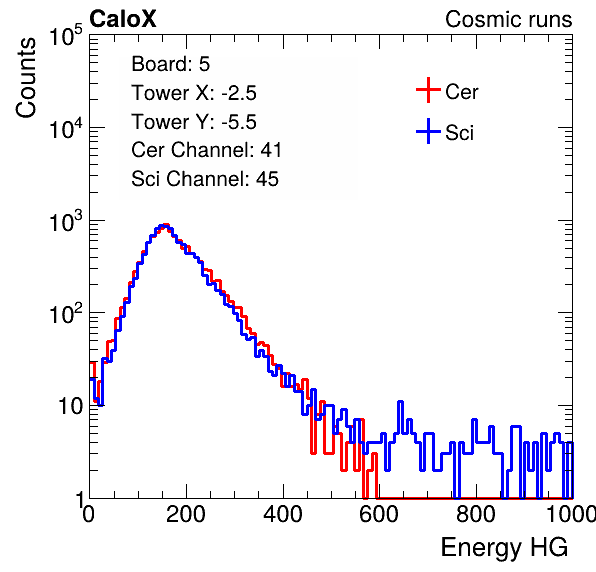 CaloX Cosmic runs
Counts
Board: 5
Tower X: -2.5
Tower Y: -5.5
Cer Channel: 41
Sci Channel: 45
Cer
Sci
10^5
10^4
10^3
10^2
10
1
0 200 400 600 800 1000
Energy HG